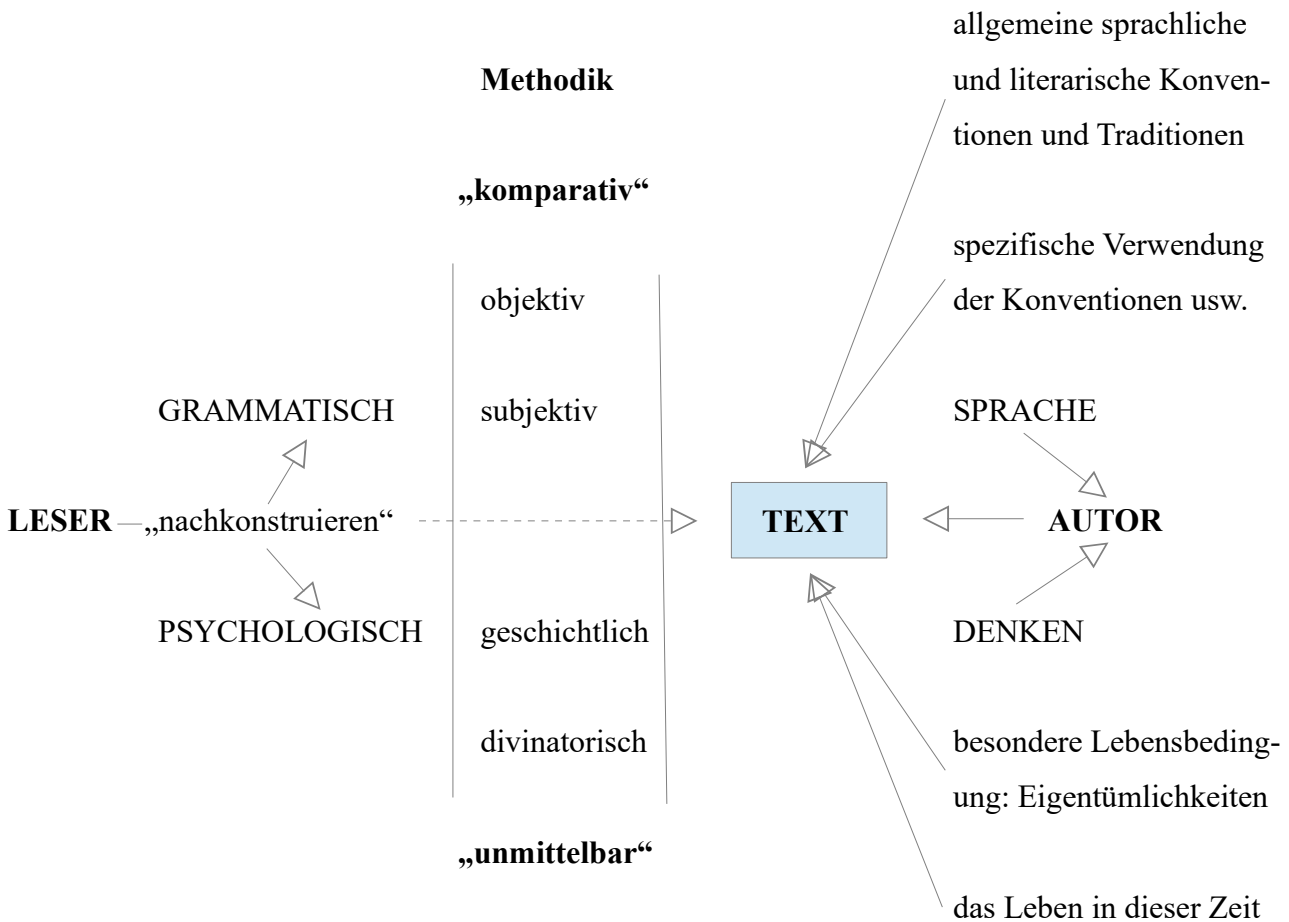 allgemeine sprachliche
Methodik
und literarische Konven-
tionen und Traditionen
„komparativ“
spezifische Verwendung
objektiv
der Konventionen usw.
GRAMMATISCH
subjektiv
SPRACHE
LESER
„nachkonstruieren“
TEXT
AUTOR
PSYCHOLOGISCH
geschichtlich
DENKEN
divinatorisch
besondere Lebensbeding-
ung: Eigentümlichkeiten
„unmittelbar“
das Leben in dieser Zeit